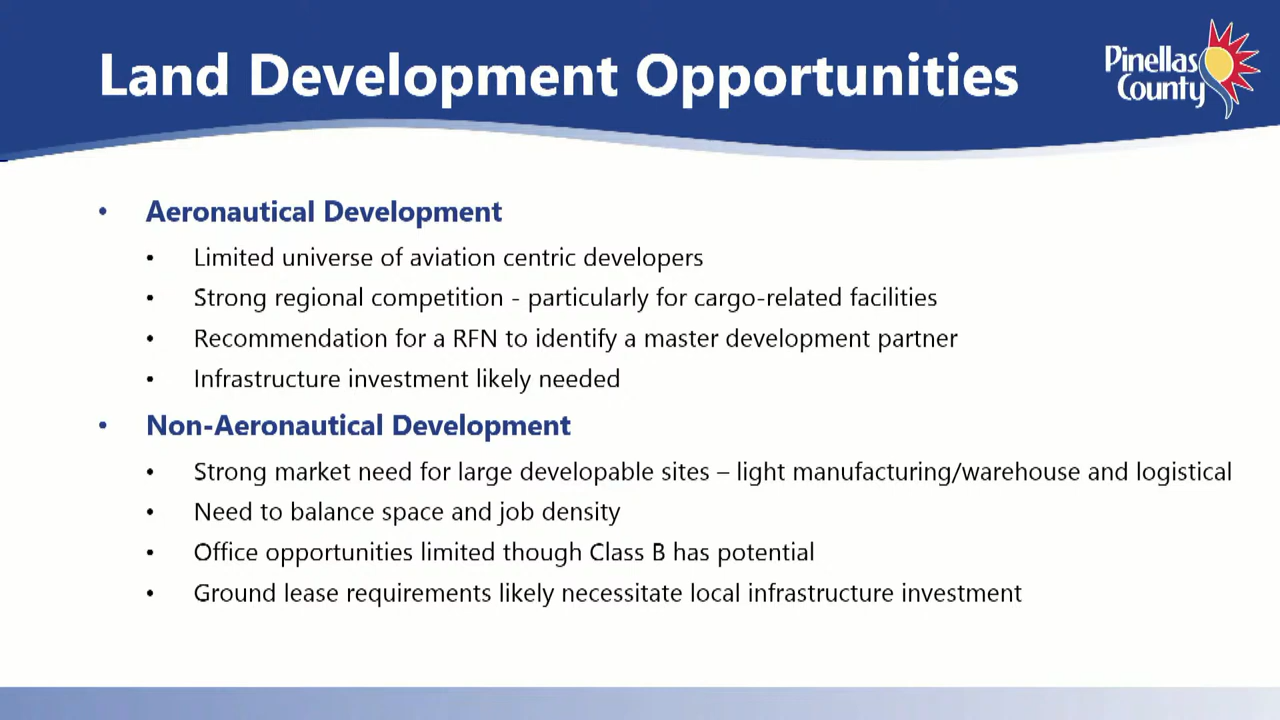 Land Development Opportunities
Pinellas
County
• Aeronautical Development
• Limited universe of aviation centric developers
• Strong regional competition - particularly for cargo-related facilities
• Recommendation for a RFN to identify a master development partner
• Infrastructure investment likely needed
• Non-Aeronautical Development
• Strong market need for large developable sites – light manufacturing/warehouse and logistical
• Need to balance space and job density
• Office opportunities limited though Class B has potential
• Ground lease requirements likely necessitate local infrastructure investment